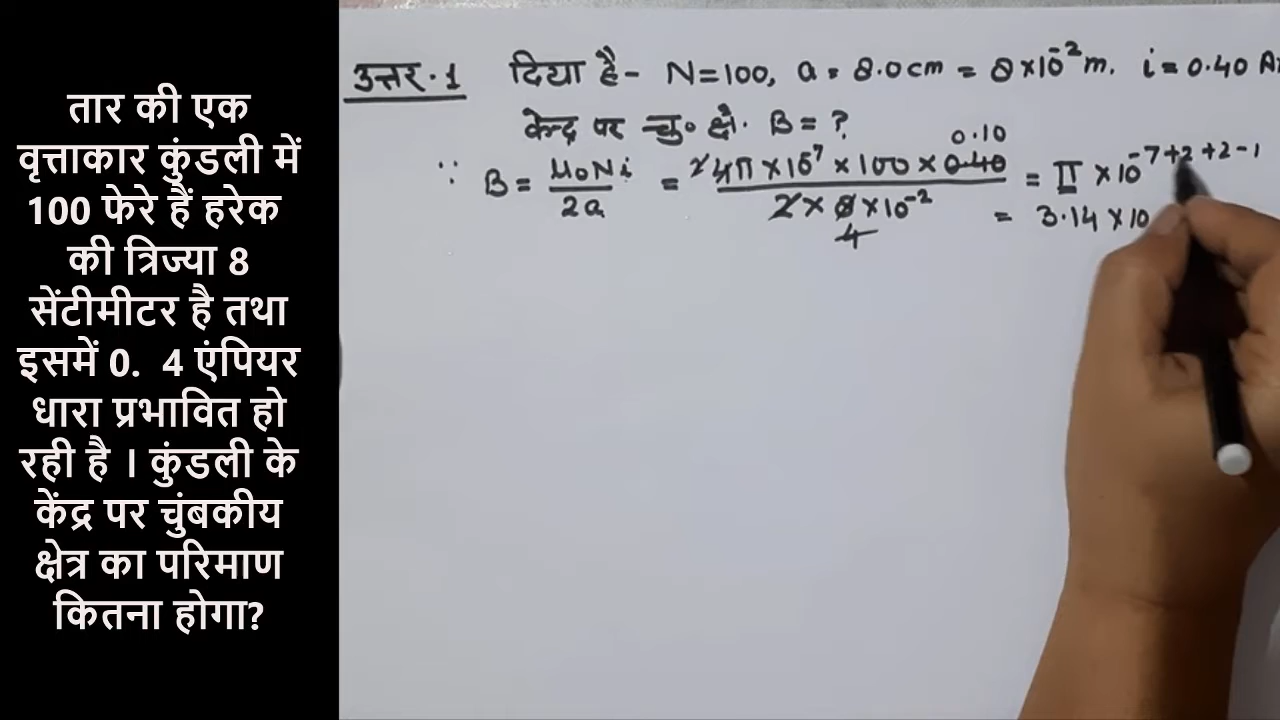 तार की एक
वृत्ताकार कुंडली में
100 फेरे हैं हरेक
की त्रिज्या 8
सेंटीमीटर है तथा
इसमें 0. 4 एंपियर
धारा प्रभावित हो
रही है । कुंडली के
केंद्र पर चुंबकीय
क्षेत्र का परिमाण
कितना होगा?
उत्तर·1 दिया है- N=100, a = 8.0cm = 8×10⁻² m. i = 0.40 A
केन्द्र पर चु० क्षे· B = ?
0.10
∵ B = μ₀Ni / 2a = 2 4π × 10⁻⁷ × 100 × 0.40 / 2 × 8 × 10⁻² = π × 10⁻⁷⁺²⁺²⁻¹
4
= 3.14 × 10